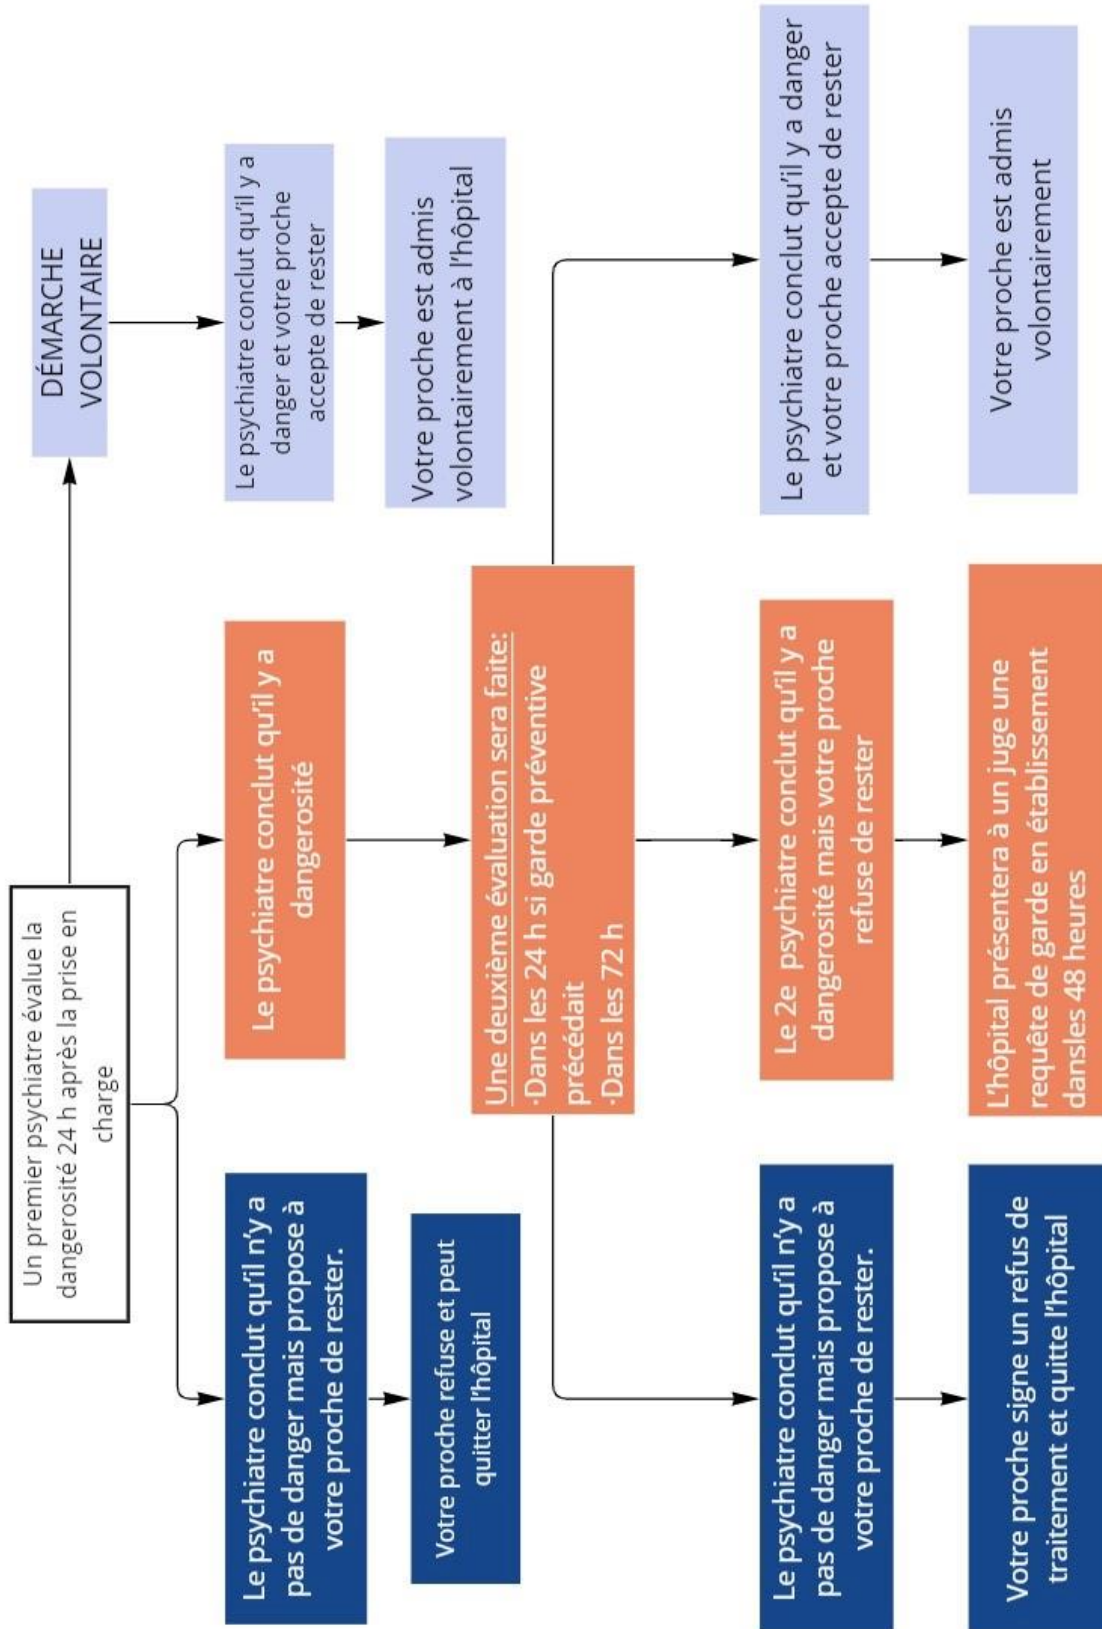 Un premier psychiatre évalue la
dangerosité 24 h après la prise en
charge
DÉMARCHE
VOLONTAIRE
Le psychiatre conclut qu'il n'y a
pas de danger mais propose à
votre proche de rester.
Le psychiatre conclut qu'il y a
dangerosité
Le psychiatre conclut qu'il y a
danger et votre proche
accepte de rester
Votre proche refuse et peut
quitter l'hôpital
Votre proche est admis
volontairement à l'hôpital
Une deuxième évaluation sera faite:
·Dans les 24 h si garde préventive
précédait
·Dans les 72 h
Le psychiatre conclut qu'il n'y a
pas de danger mais propose à
votre proche de rester.
Le 2e psychiatre conclut qu'il y a
dangerosité mais votre proche
refuse de rester
Le psychiatre conclut qu'il y a danger
et votre proche accepte de rester
Votre proche signe un refus de
traitement et quitte l'hôpital
L'hôpital présentera à un juge une
requête de garde en établissement
dansles 48 heures
Votre proche est admis
volontairement